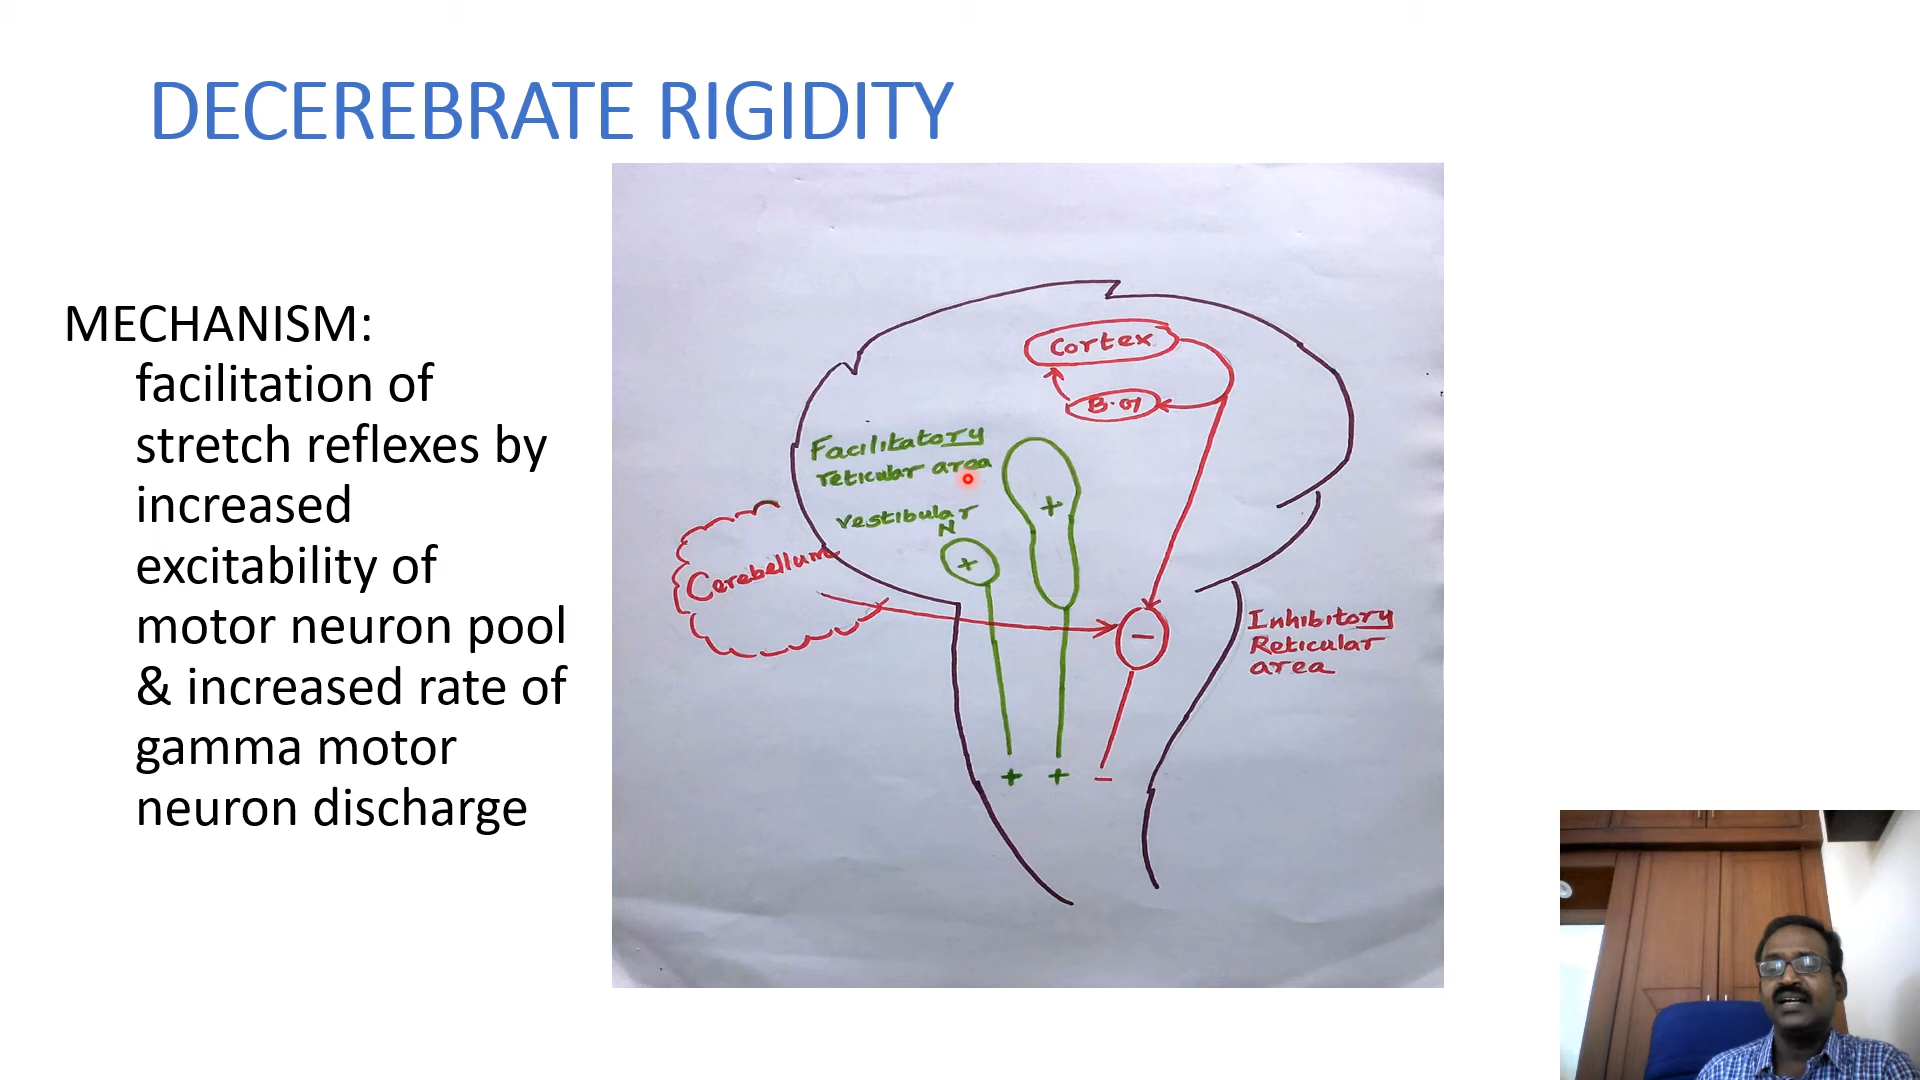 DECEREBRATE RIGIDITY
MECHANISM:
facilitation of
stretch reflexes by
increased
excitability of
motor neuron pool
& increased rate of
gamma motor
neuron discharge
Cortex
B.G
Facilitatory
reticular area
+
Vestibular
N
+
Cerebellum
-
Inhibitory
Reticular
area
+ + -